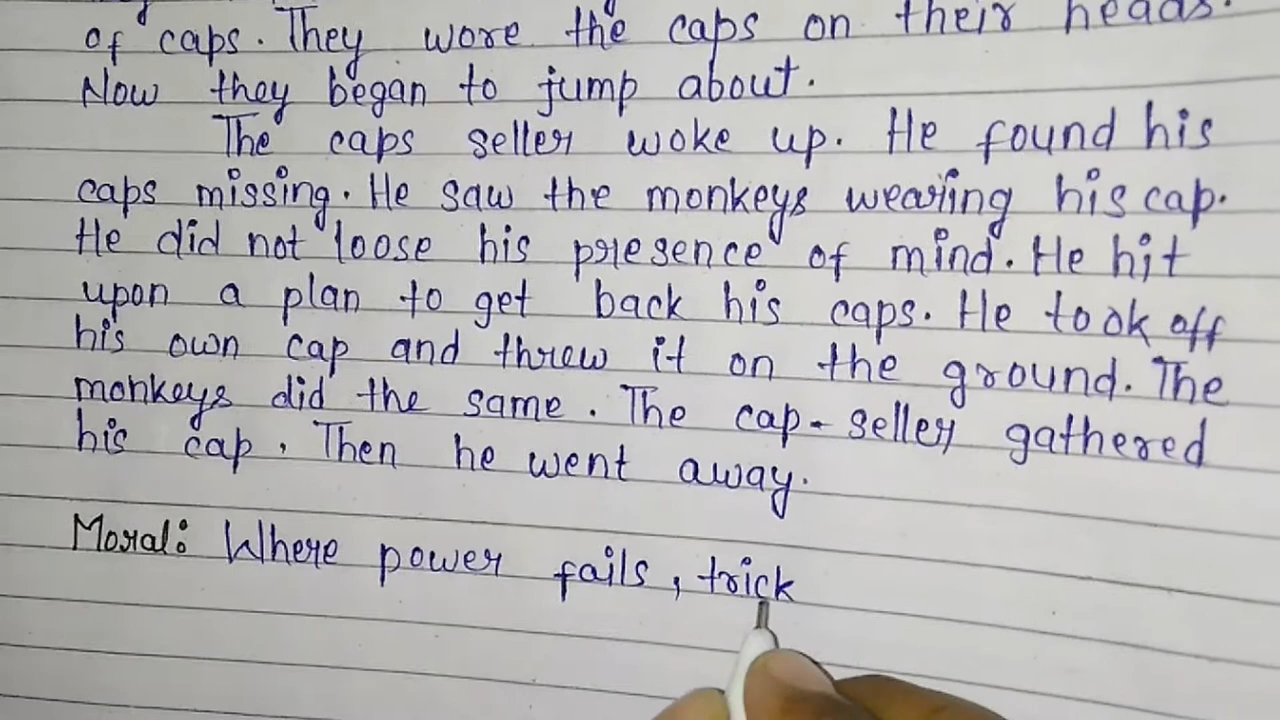 of caps. They wore the caps on their heads.
Now they began to jump about.
The caps seller woke up. He found his
caps missing. He saw the monkeys wearing his cap.
He did not loose his presence of mind. He hit
upon a plan to get back his caps. He took off
his own cap and threw it on the ground. The
monkeys did the same. The cap-seller gathered
his cap. Then he went away.
Moral: Where power fails, trick